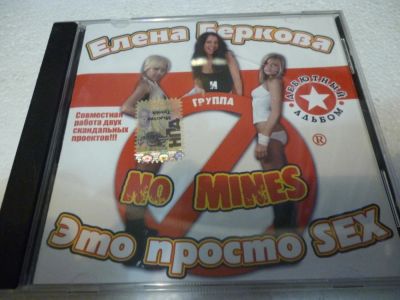 Елена Беркова
И
ГРУППА
NO MINES
Совместная
работа двух
скандальных
проектов!!!
ДЕБЮТНЫЙ
АЛЬБОМ
®
Это просто SEX